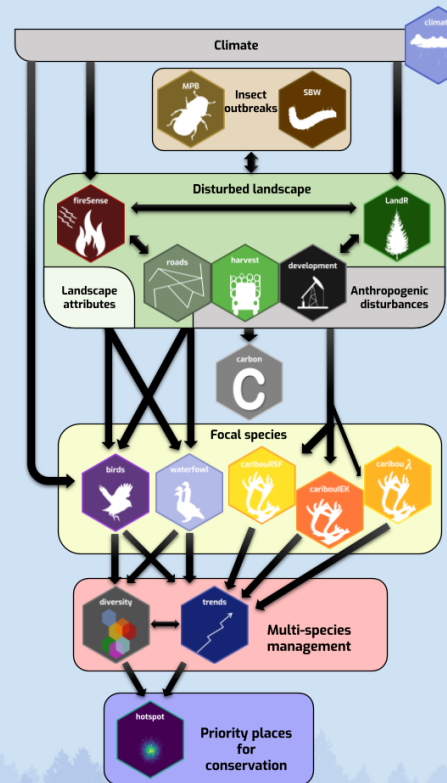 climate
Climate
MPB
Insect
outbreaks
SBW
Disturbed landscape
fireSense
LandR
roads
harvest
development
Landscape
attributes
Anthropogenic
disturbances
carbon
C
Focal species
birds
waterfowl
caribouRSF
caribouIEK
caribou λ
diversity
trends
Multi-species
management
hotspot
Priority places
for
conservation